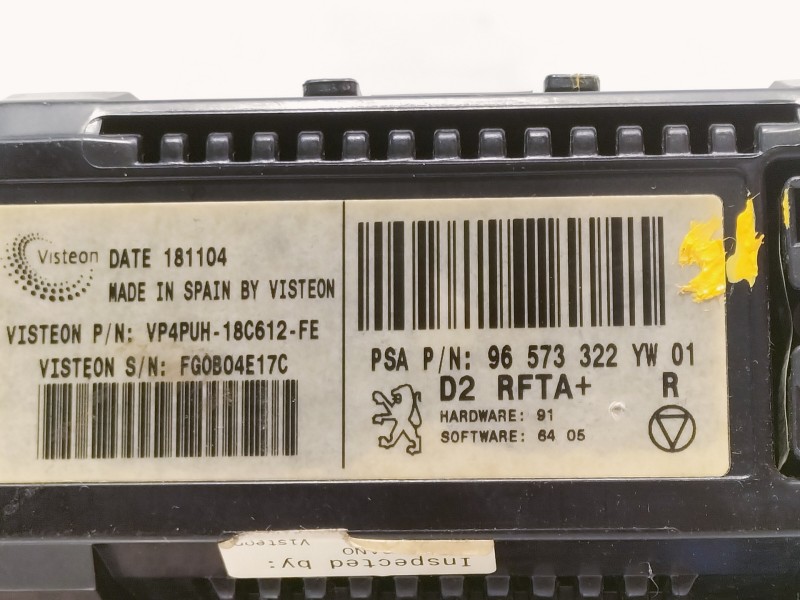 Visteon
DATE 181104
MADE IN SPAIN BY VISTEON
VISTEON P/N: VP4PUH-18C612-FE
VISTEON S/N: FG0B04E17C
PSA P/N: 96 573 322 YW 01
D2 RFTA+ R
HARDWARE: 91
SOFTWARE: 64 05
Inspected by:
Visteon